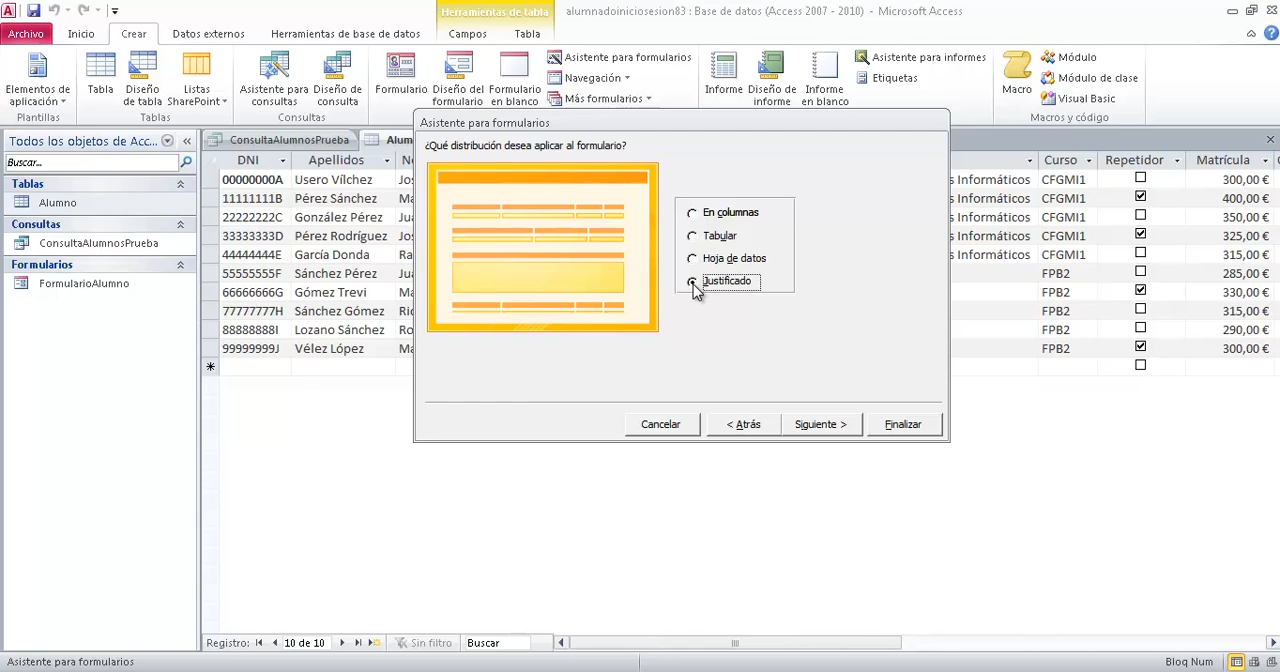 Herramientas de tabla
alumnadoiniciosesion83 : Base de datos (Access 2007 - 2010) - Microsoft Access
Archivo Inicio Crear Datos externos Herramientas de base de datos Campos Tabla
Elementos de aplicación
Tabla
Diseño de tabla
Listas SharePoint
Asistente para consultas
Diseño de consulta
Formulario
Diseño del formulario
Formulario en blanco
Asistente para formularios
Navegación
Más formularios
Informe
Diseño de informe
Informe en blanco
Asistente para informes
Etiquetas
Macro
Módulo
Módulo de clase
Visual Basic
Plantillas Tablas Consultas Macros y código
Todos los objetos de Acc...
Buscar...
Tablas
Alumno
Consultas
ConsultaAlumnosPrueba
Formularios
FormularioAlumno
ConsultaAlumnosPrueba
DNI Apellidos Curso Repetidor Matrícula
00000000A Usero Vílchez s Informáticos CFGMI1 300,00 €
11111111B Pérez Sánchez s Informáticos CFGMI1 400,00 €
22222222C González Pérez s Informáticos CFGMI1 350,00 €
33333333D Pérez Rodríguez s Informáticos CFGMI1 325,00 €
44444444E García Donda s Informáticos CFGMI1 315,00 €
55555555F Sánchez Pérez FPB2 285,00 €
66666666G Gómez Trevi FPB2 330,00 €
77777777H Sánchez Gómez FPB2 315,00 €
88888888I Lozano Sánchez FPB2 290,00 €
99999999J Vélez López FPB2 300,00 €
Asistente para formularios
¿Qué distribución desea aplicar al formulario?
En columnas
Tabular
Hoja de datos
Justificado
Cancelar < Atrás Siguiente > Finalizar
Registro: 10 de 10 Sin filtro Buscar
Asistente para formularios Bloq Num